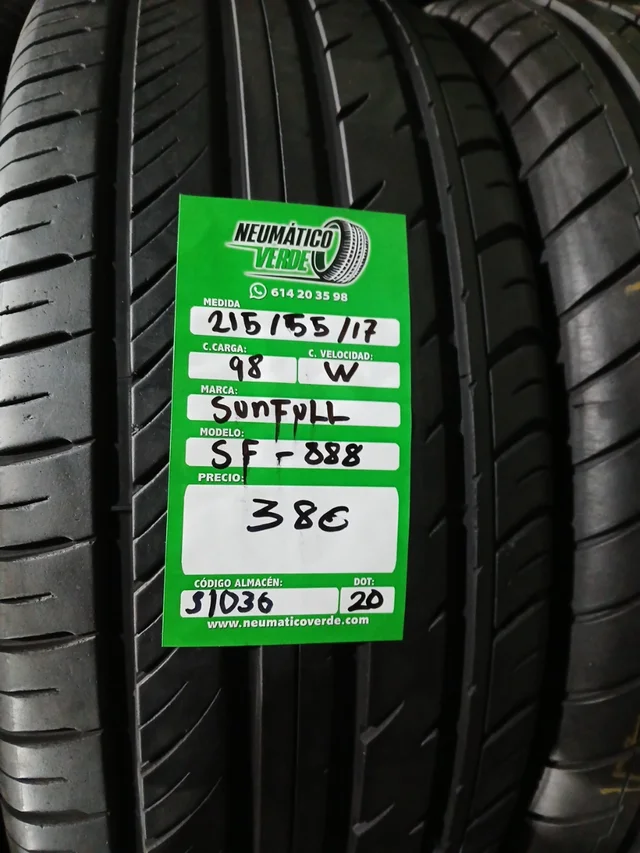 NEUMÁTICO
VERDE
614 20 35 98
MEDIDA
215/55/17
C.CARGA: C. VELOCIDAD:
98 W
MARCA:
SUNFULL
MODELO:
SF-888
PRECIO:
38€
CÓDIGO ALMACÉN: DOT:
S1036 20
www.neumaticoverde.com